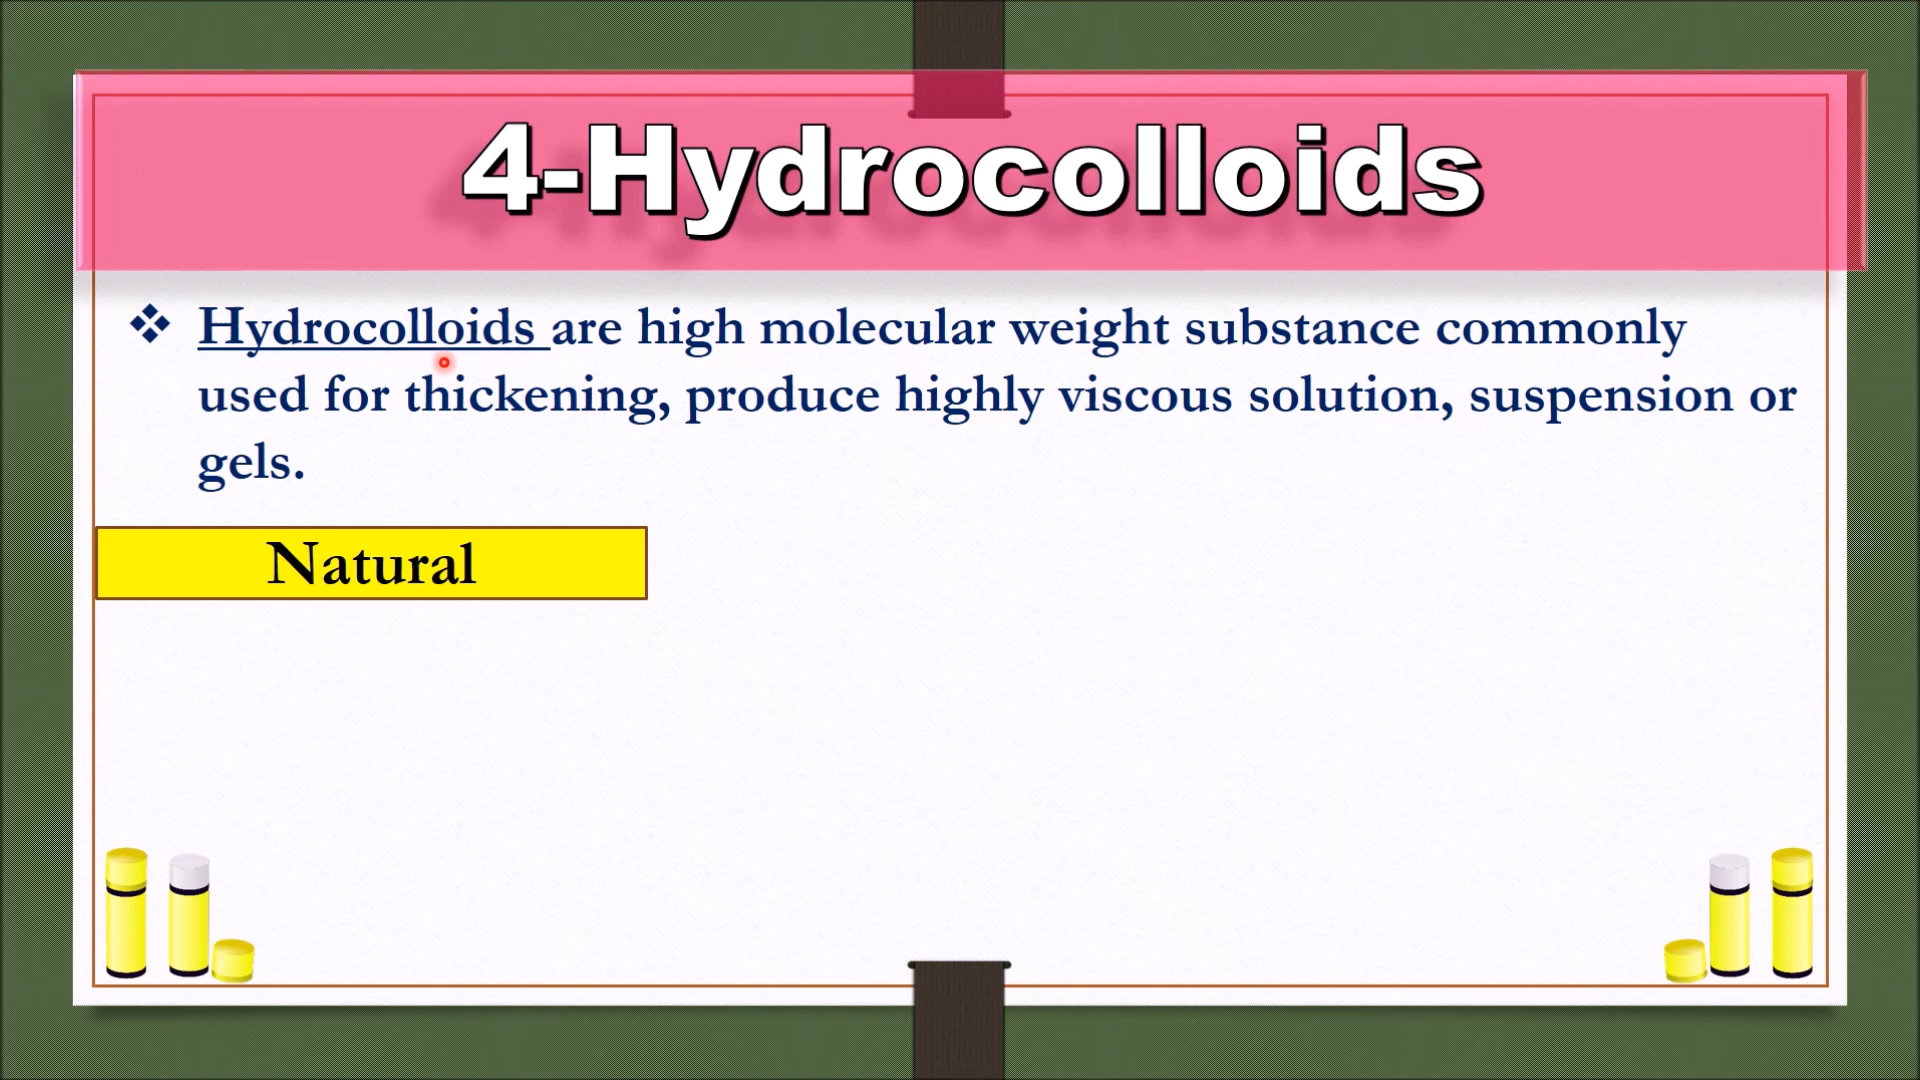 4-Hydrocolloids
❖ Hydrocolloids are high molecular weight substance commonly
used for thickening, produce highly viscous solution, suspension or
gels.
Natural